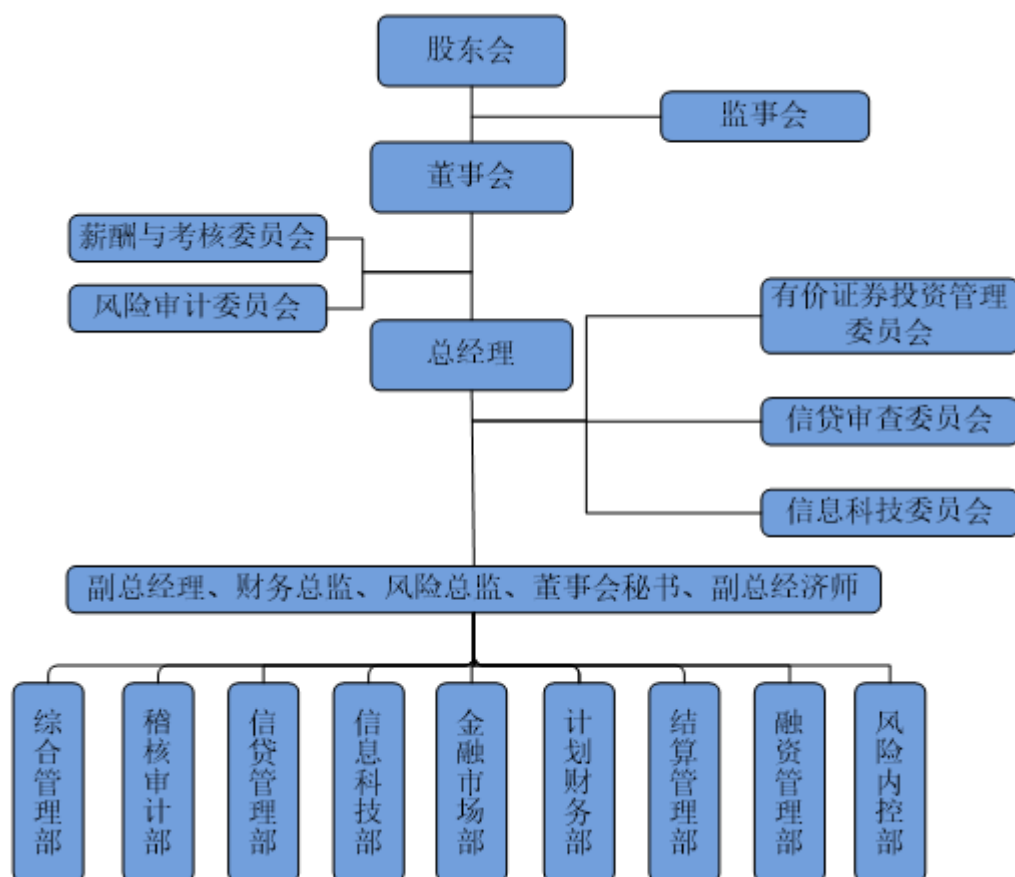 股东会
监事会
董事会
薪酬与考核委员会
风险审计委员会
有价证券投资管理
委员会
总经理
信贷审查委员会
信息科技委员会
副总经理、财务总监、风险总监、董事会秘书、副总经济师
综合管理部
稽核审计部
信贷管理部
信息科技部
金融市场部
计划财务部
结算管理部
融资管理部
风险内控部